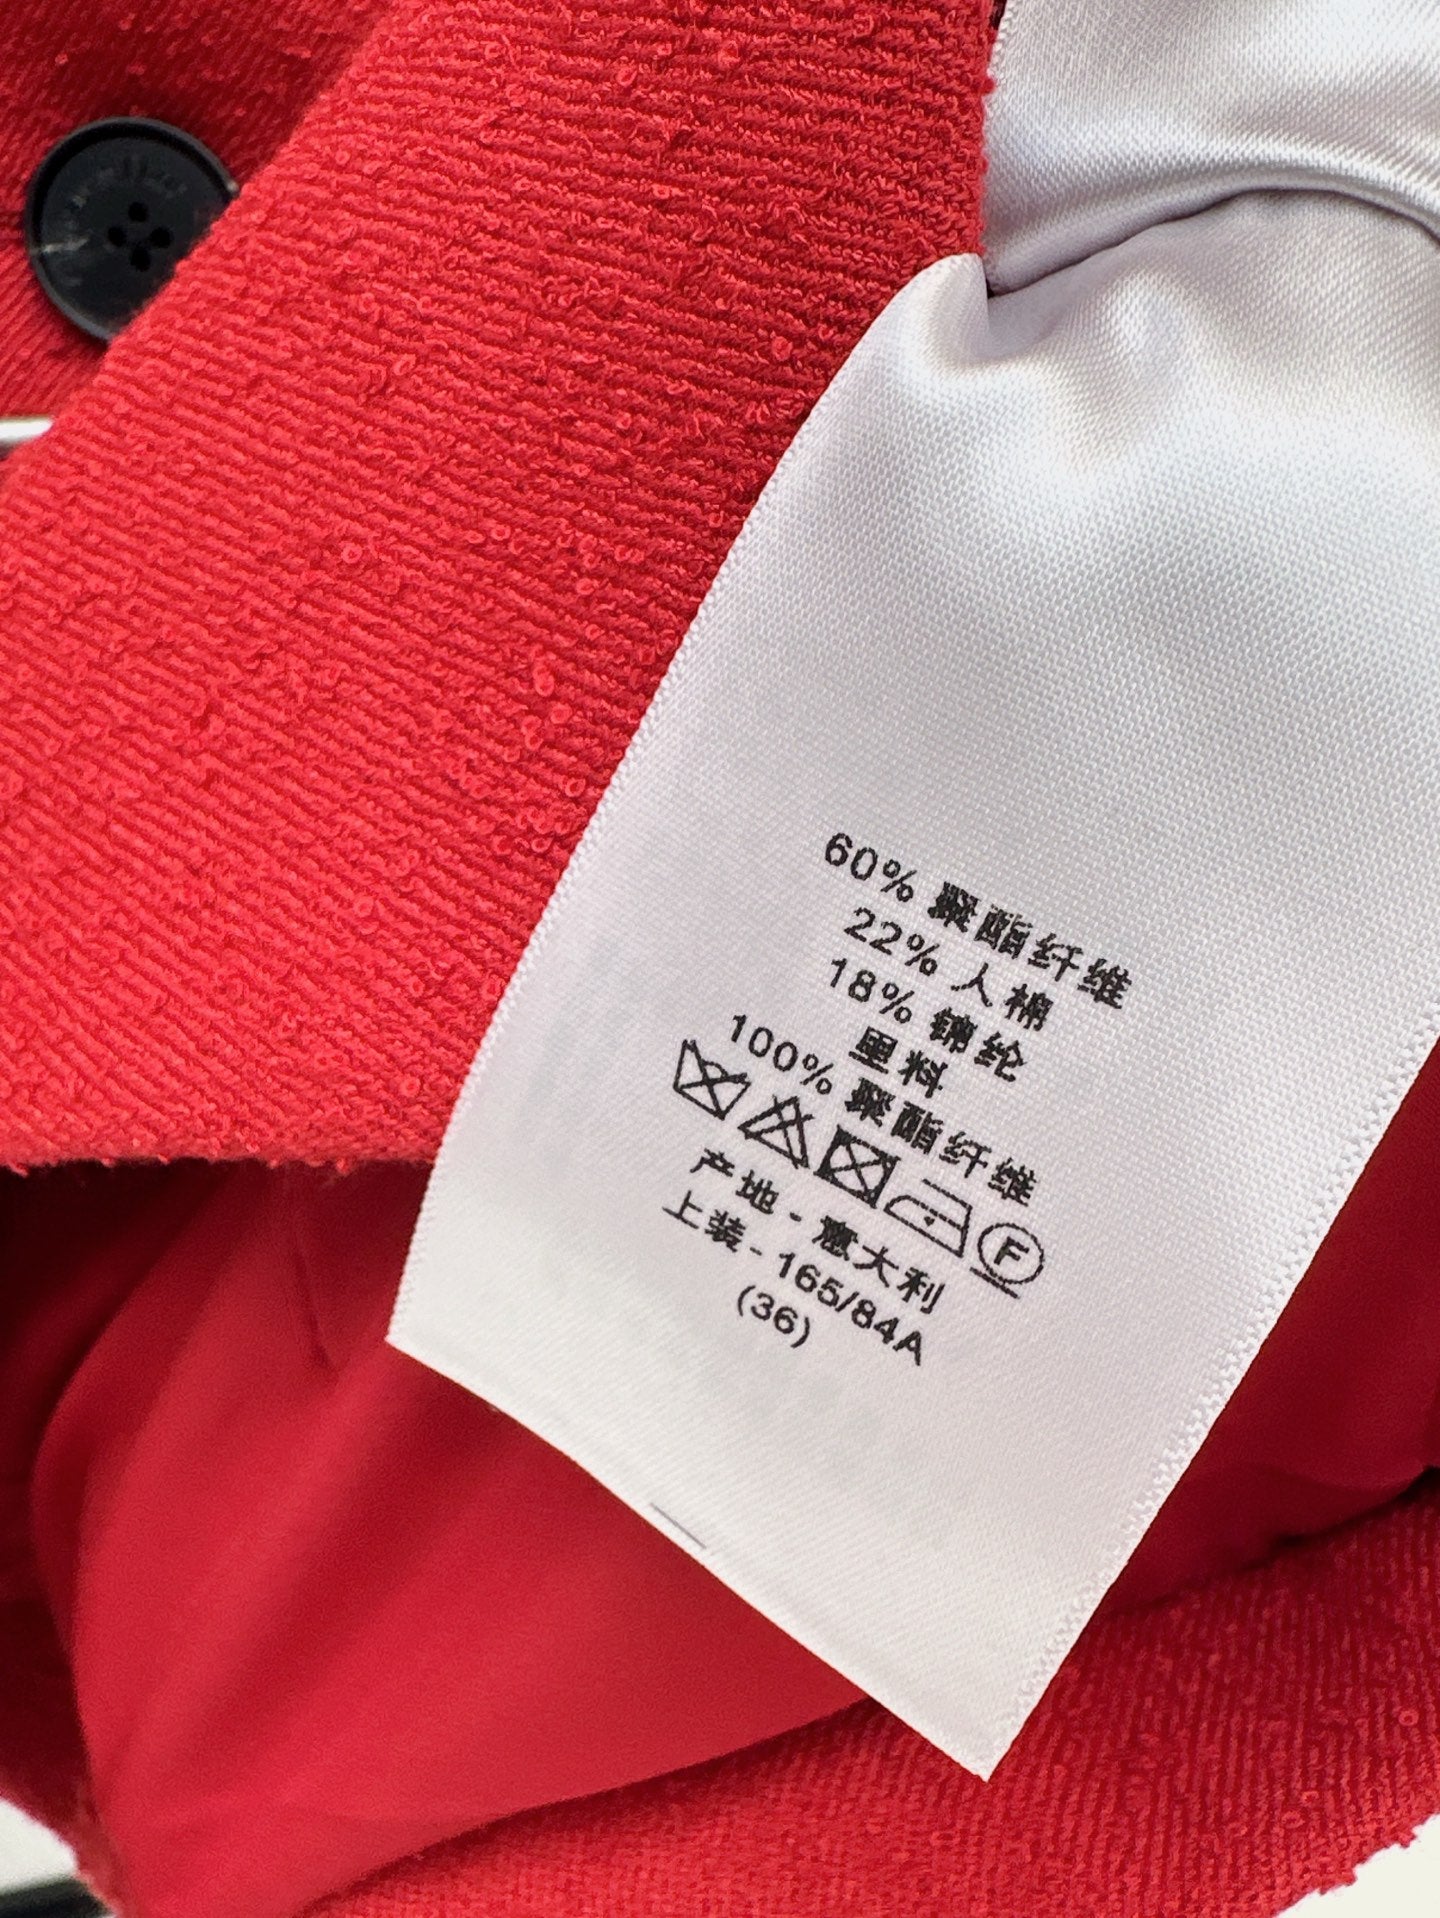 60% 聚酯纤维
22% 人棉
18% 锦纶
里料
100% 聚酯纤维
F
产地 - 意大利
上装 - 165/84A
(36)